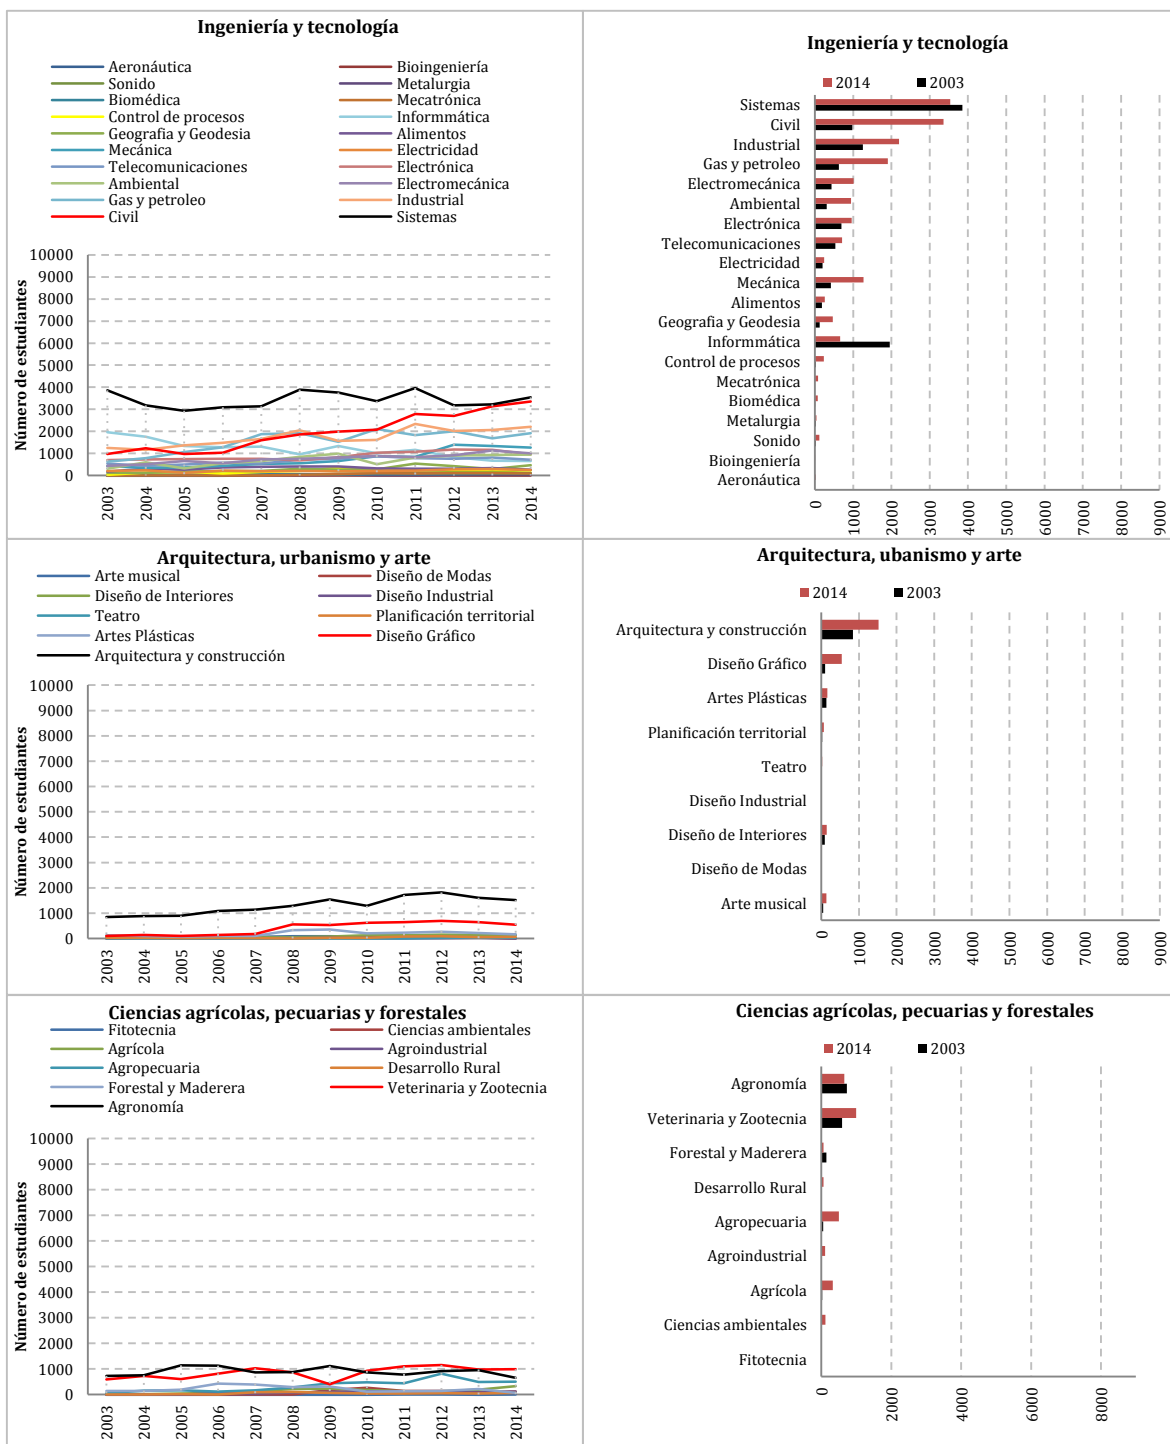 Ingeniería y tecnología
Aeronáutica
Bioingeniería
Sonido
Metalurgia
Biomédica
Mecatrónica
Control de procesos
Informmática
Geografia y Geodesia
Alimentos
Mecánica
Electricidad
Telecomunicaciones
Electrónica
Ambiental
Electromecánica
Gas y petroleo
Industrial
Civil
Sistemas
Número de estudiantes
10000
9000
8000
7000
6000
5000
4000
3000
2000
1000
0
2003
2004
2005
2006
2007
2008
2009
2010
2011
2012
2013
2014
Ingeniería y tecnología
2014
2003
Sistemas
Civil
Industrial
Gas y petroleo
Electromecánica
Ambiental
Electrónica
Telecomunicaciones
Electricidad
Mecánica
Alimentos
Geografia y Geodesia
Informmática
Control de procesos
Mecatrónica
Biomédica
Metalurgia
Sonido
Bioingeniería
Aeronáutica
0
1000
2000
3000
4000
5000
6000
7000
8000
9000
Arquitectura, urbanismo y arte
Arte musical
Diseño de Modas
Diseño de Interiores
Diseño Industrial
Teatro
Planificación territorial
Artes Plásticas
Diseño Gráfico
Arquitectura y construcción
Número de estudiantes
10000
9000
8000
7000
6000
5000
4000
3000
2000
1000
0
2003
2004
2005
2006
2007
2008
2009
2010
2011
2012
2013
2014
Arquitectura, ubanismo y arte
2014
2003
Arquitectura y construcción
Diseño Gráfico
Artes Plásticas
Planificación territorial
Teatro
Diseño Industrial
Diseño de Interiores
Diseño de Modas
Arte musical
0
1000
2000
3000
4000
5000
6000
7000
8000
9000
Ciencias agrícolas, pecuarias y forestales
Fitotecnia
Ciencias ambientales
Agrícola
Agroindustrial
Agropecuaria
Desarrollo Rural
Forestal y Maderera
Veterinaria y Zootecnia
Agronomía
Número de estudiantes
10000
9000
8000
7000
6000
5000
4000
3000
2000
1000
0
2003
2004
2005
2006
2007
2008
2009
2010
2011
2012
2013
2014
Ciencias agrícolas, pecuarias y forestales
2014
2003
Agronomía
Veterinaria y Zootecnia
Forestal y Maderera
Desarrollo Rural
Agropecuaria
Agroindustrial
Agrícola
Ciencias ambientales
Fitotecnia
0
2000
4000
6000
8000